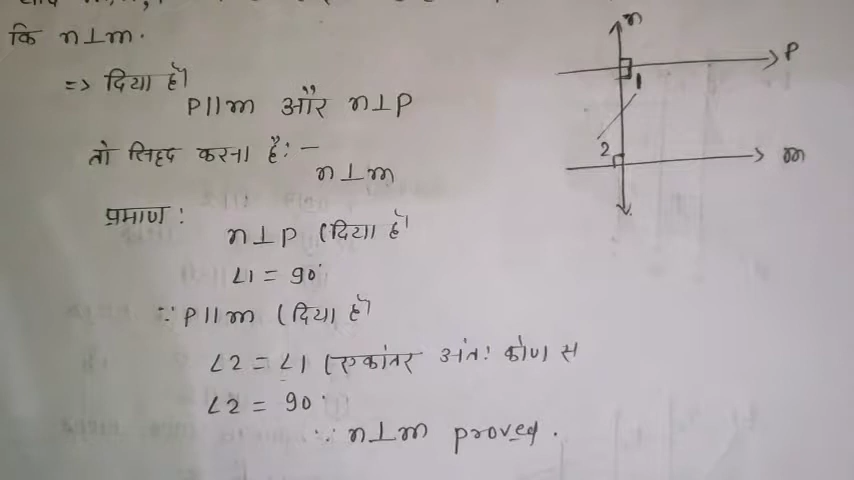 कि n⊥m.
=> दिया है।
P||m और n⊥P
तो सिद्ध करना है: –
n⊥m
प्रमाण :
n⊥P (दिया है।
∠1 = 90°
∵ P||m (दिया है।
∠2 = ∠1 (एकांतर अंतः कोण स
∠2 = 90°
∵ n⊥m proved.
n
P
1
2
m